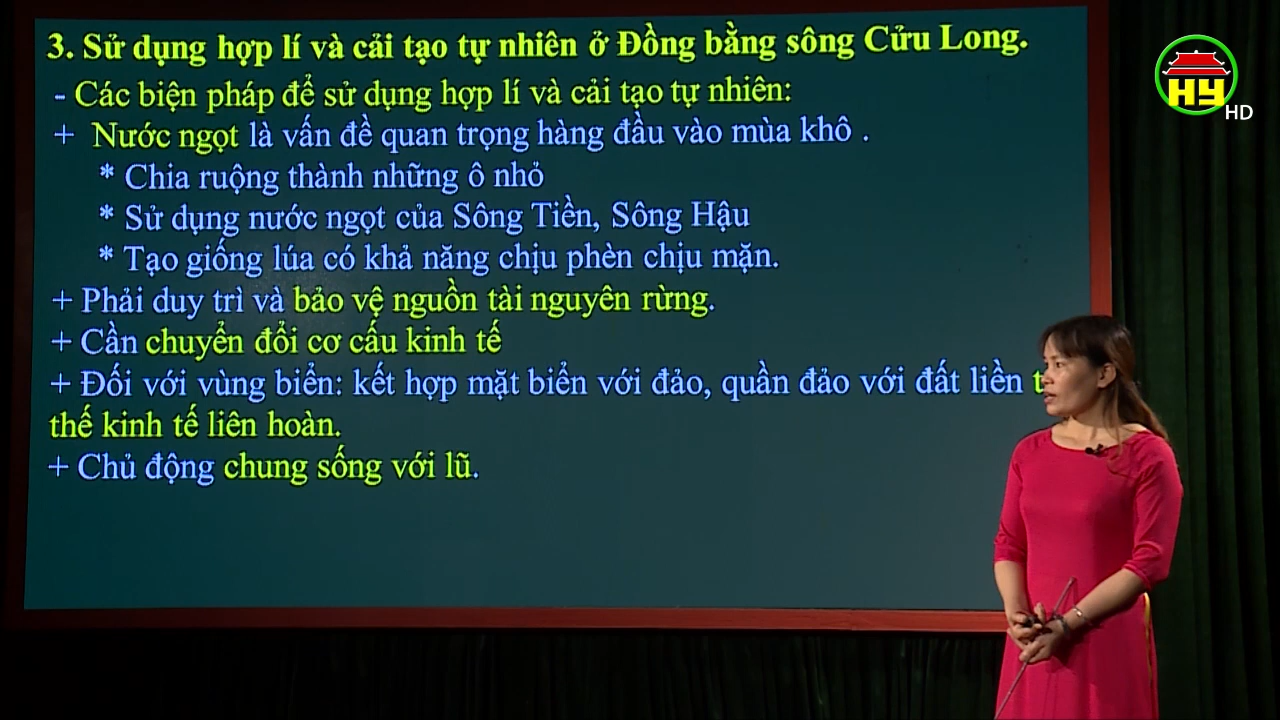 3. Sử dụng hợp lí và cải tạo tự nhiên ở Đồng bằng sông Cửu Long.
- Các biện pháp để sử dụng hợp lí và cải tạo tự nhiên:
+ Nước ngọt là vấn đề quan trọng hàng đầu vào mùa khô .
* Chia ruộng thành những ô nhỏ
* Sử dụng nước ngọt của Sông Tiền, Sông Hậu
* Tạo giống lúa có khả năng chịu phèn chịu mặn.
+ Phải duy trì và bảo vệ nguồn tài nguyên rừng.
+ Cần chuyển đổi cơ cấu kinh tế
+ Đối với vùng biển: kết hợp mặt biển với đảo, quần đảo với đất liền
thế kinh tế liên hoàn.
+ Chủ động chung sống với lũ.
HY
HD